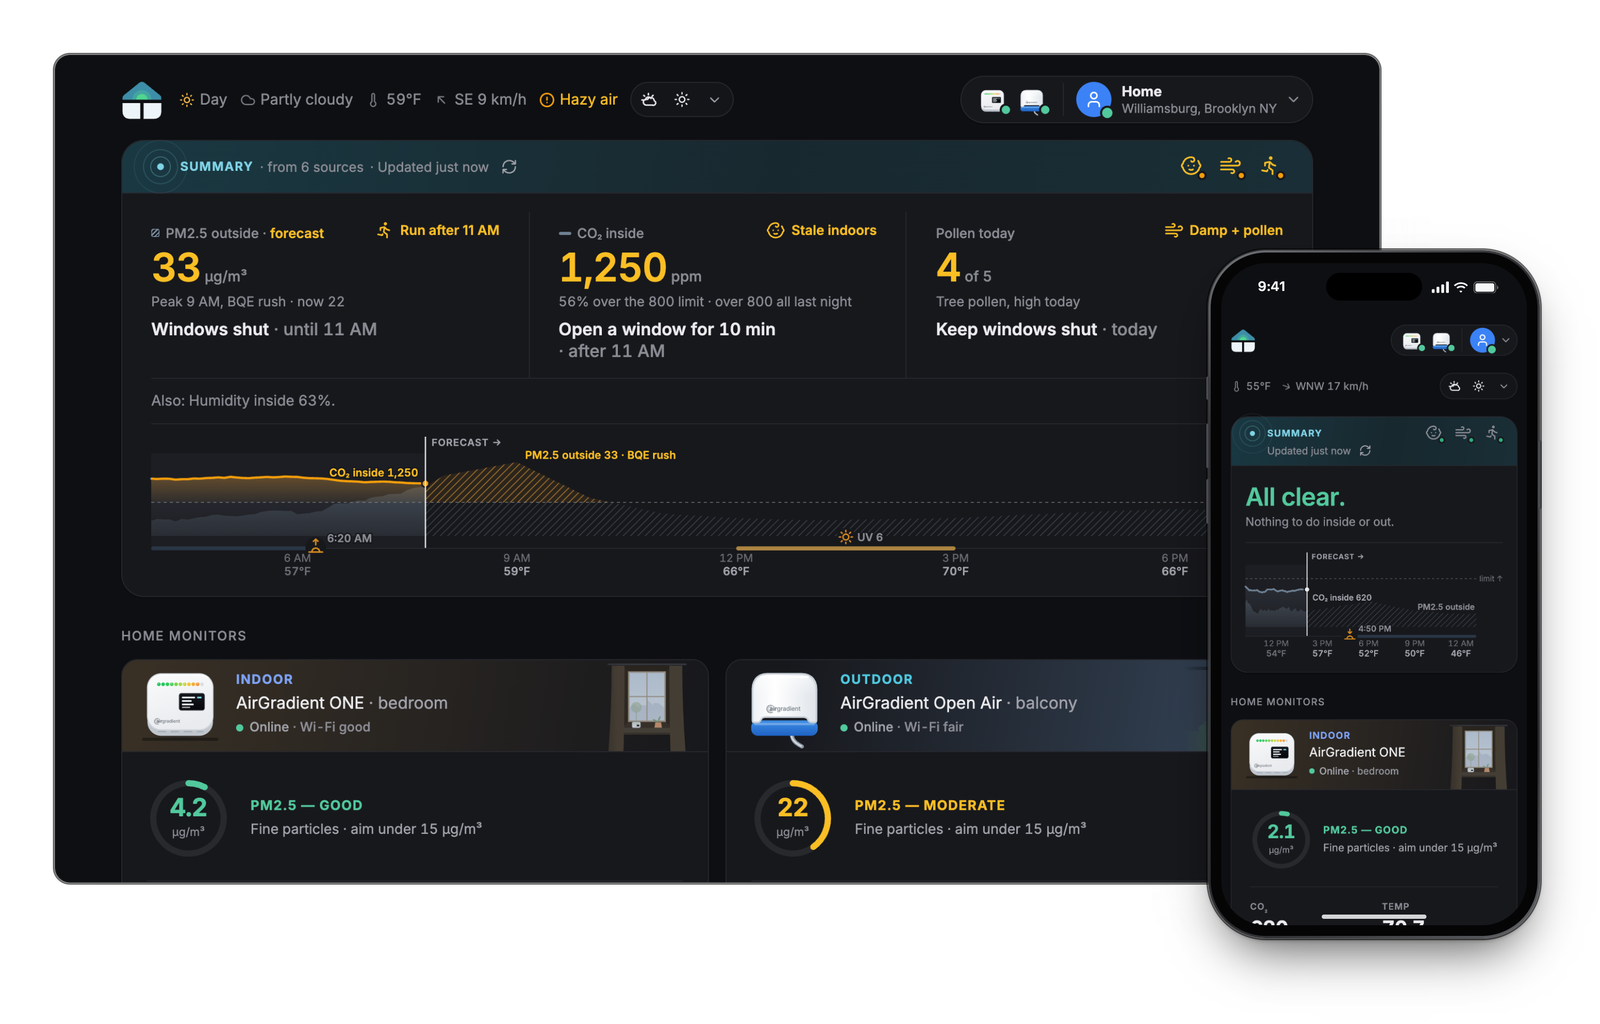 Day Partly cloudy 59°F SE 9 km/h Hazy air
Home
Williamsburg, Brooklyn NY
SUMMARY · from 6 sources · Updated just now
PM2.5 outside · forecast
Run after 11 AM
33 µg/m³
Peak 9 AM, BQE rush · now 22
Windows shut · until 11 AM
CO₂ inside
Stale indoors
1,250 ppm
56% over the 800 limit · over 800 all last night
Open a window for 10 min
· after 11 AM
Pollen today
Damp + pollen
4 of 5
Tree pollen, high today
Keep windows shut · today
Also: Humidity inside 63%.
FORECAST →
PM2.5 outside 33 · BQE rush
CO₂ inside 1,250
6:20 AM
UV 6
6 AM 9 AM 12 PM 3 PM 6 PM
57°F 59°F 66°F 70°F 66°F
HOME MONITORS
INDOOR
AirGradient ONE · bedroom
Online · Wi-Fi good
airgradient
4.2
µg/m³
PM2.5 — GOOD
Fine particles · aim under 15 µg/m³
OUTDOOR
AirGradient Open Air · balcony
Online · Wi-Fi fair
airgradient
22
µg/m³
PM2.5 — MODERATE
Fine particles · aim under 15 µg/m³
9:41
55°F WNW 17 km/h
SUMMARY
Updated just now
All clear.
Nothing to do inside or out.
FORECAST →
limit ↑
CO₂ inside 620
PM2.5 outside
4:50 PM
12 PM 3 PM 6 PM 9 PM 12 AM
54°F 57°F 52°F 50°F 46°F
HOME MONITORS
INDOOR
AirGradient ONE
Online · bedroom
2.1
µg/m³
PM2.5 — GOOD
Fine particles · aim under 15 µg/m³
CO₂ TEMP